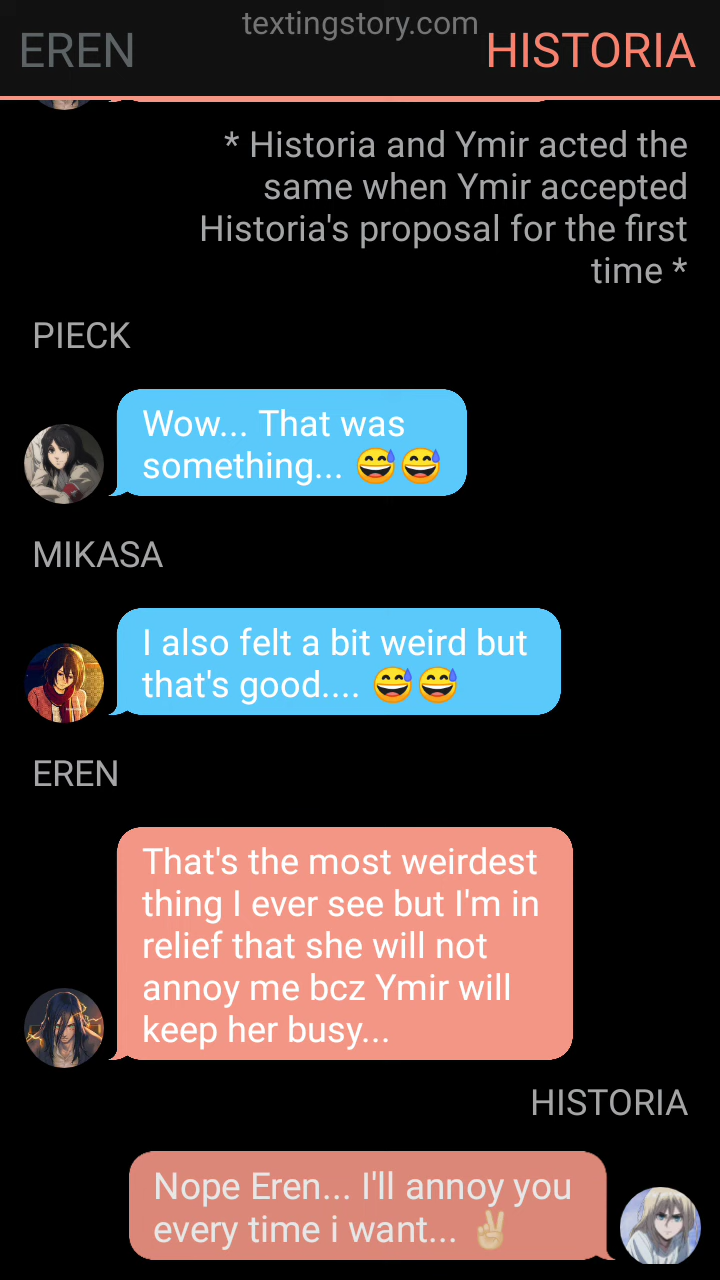 textingstory.com
EREN
HISTORIA
* Historia and Ymir acted the
same when Ymir accepted
Historia's proposal for the first
time *
PIECK
Wow... That was
something... 😅😅
MIKASA
I also felt a bit weird but
that's good.... 😅😅
EREN
That's the most weirdest
thing I ever see but I'm in
relief that she will not
annoy me bcz Ymir will
keep her busy...
HISTORIA
Nope Eren... I'll annoy you
every time i want... ✌🏼